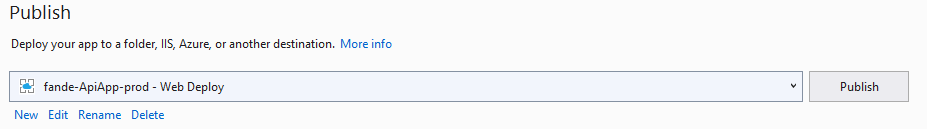 Publish
Deploy your app to a folder, IIS, Azure, or another destination. More info
fande-ApiApp-prod - Web Deploy Publish
New Edit Rename Delete